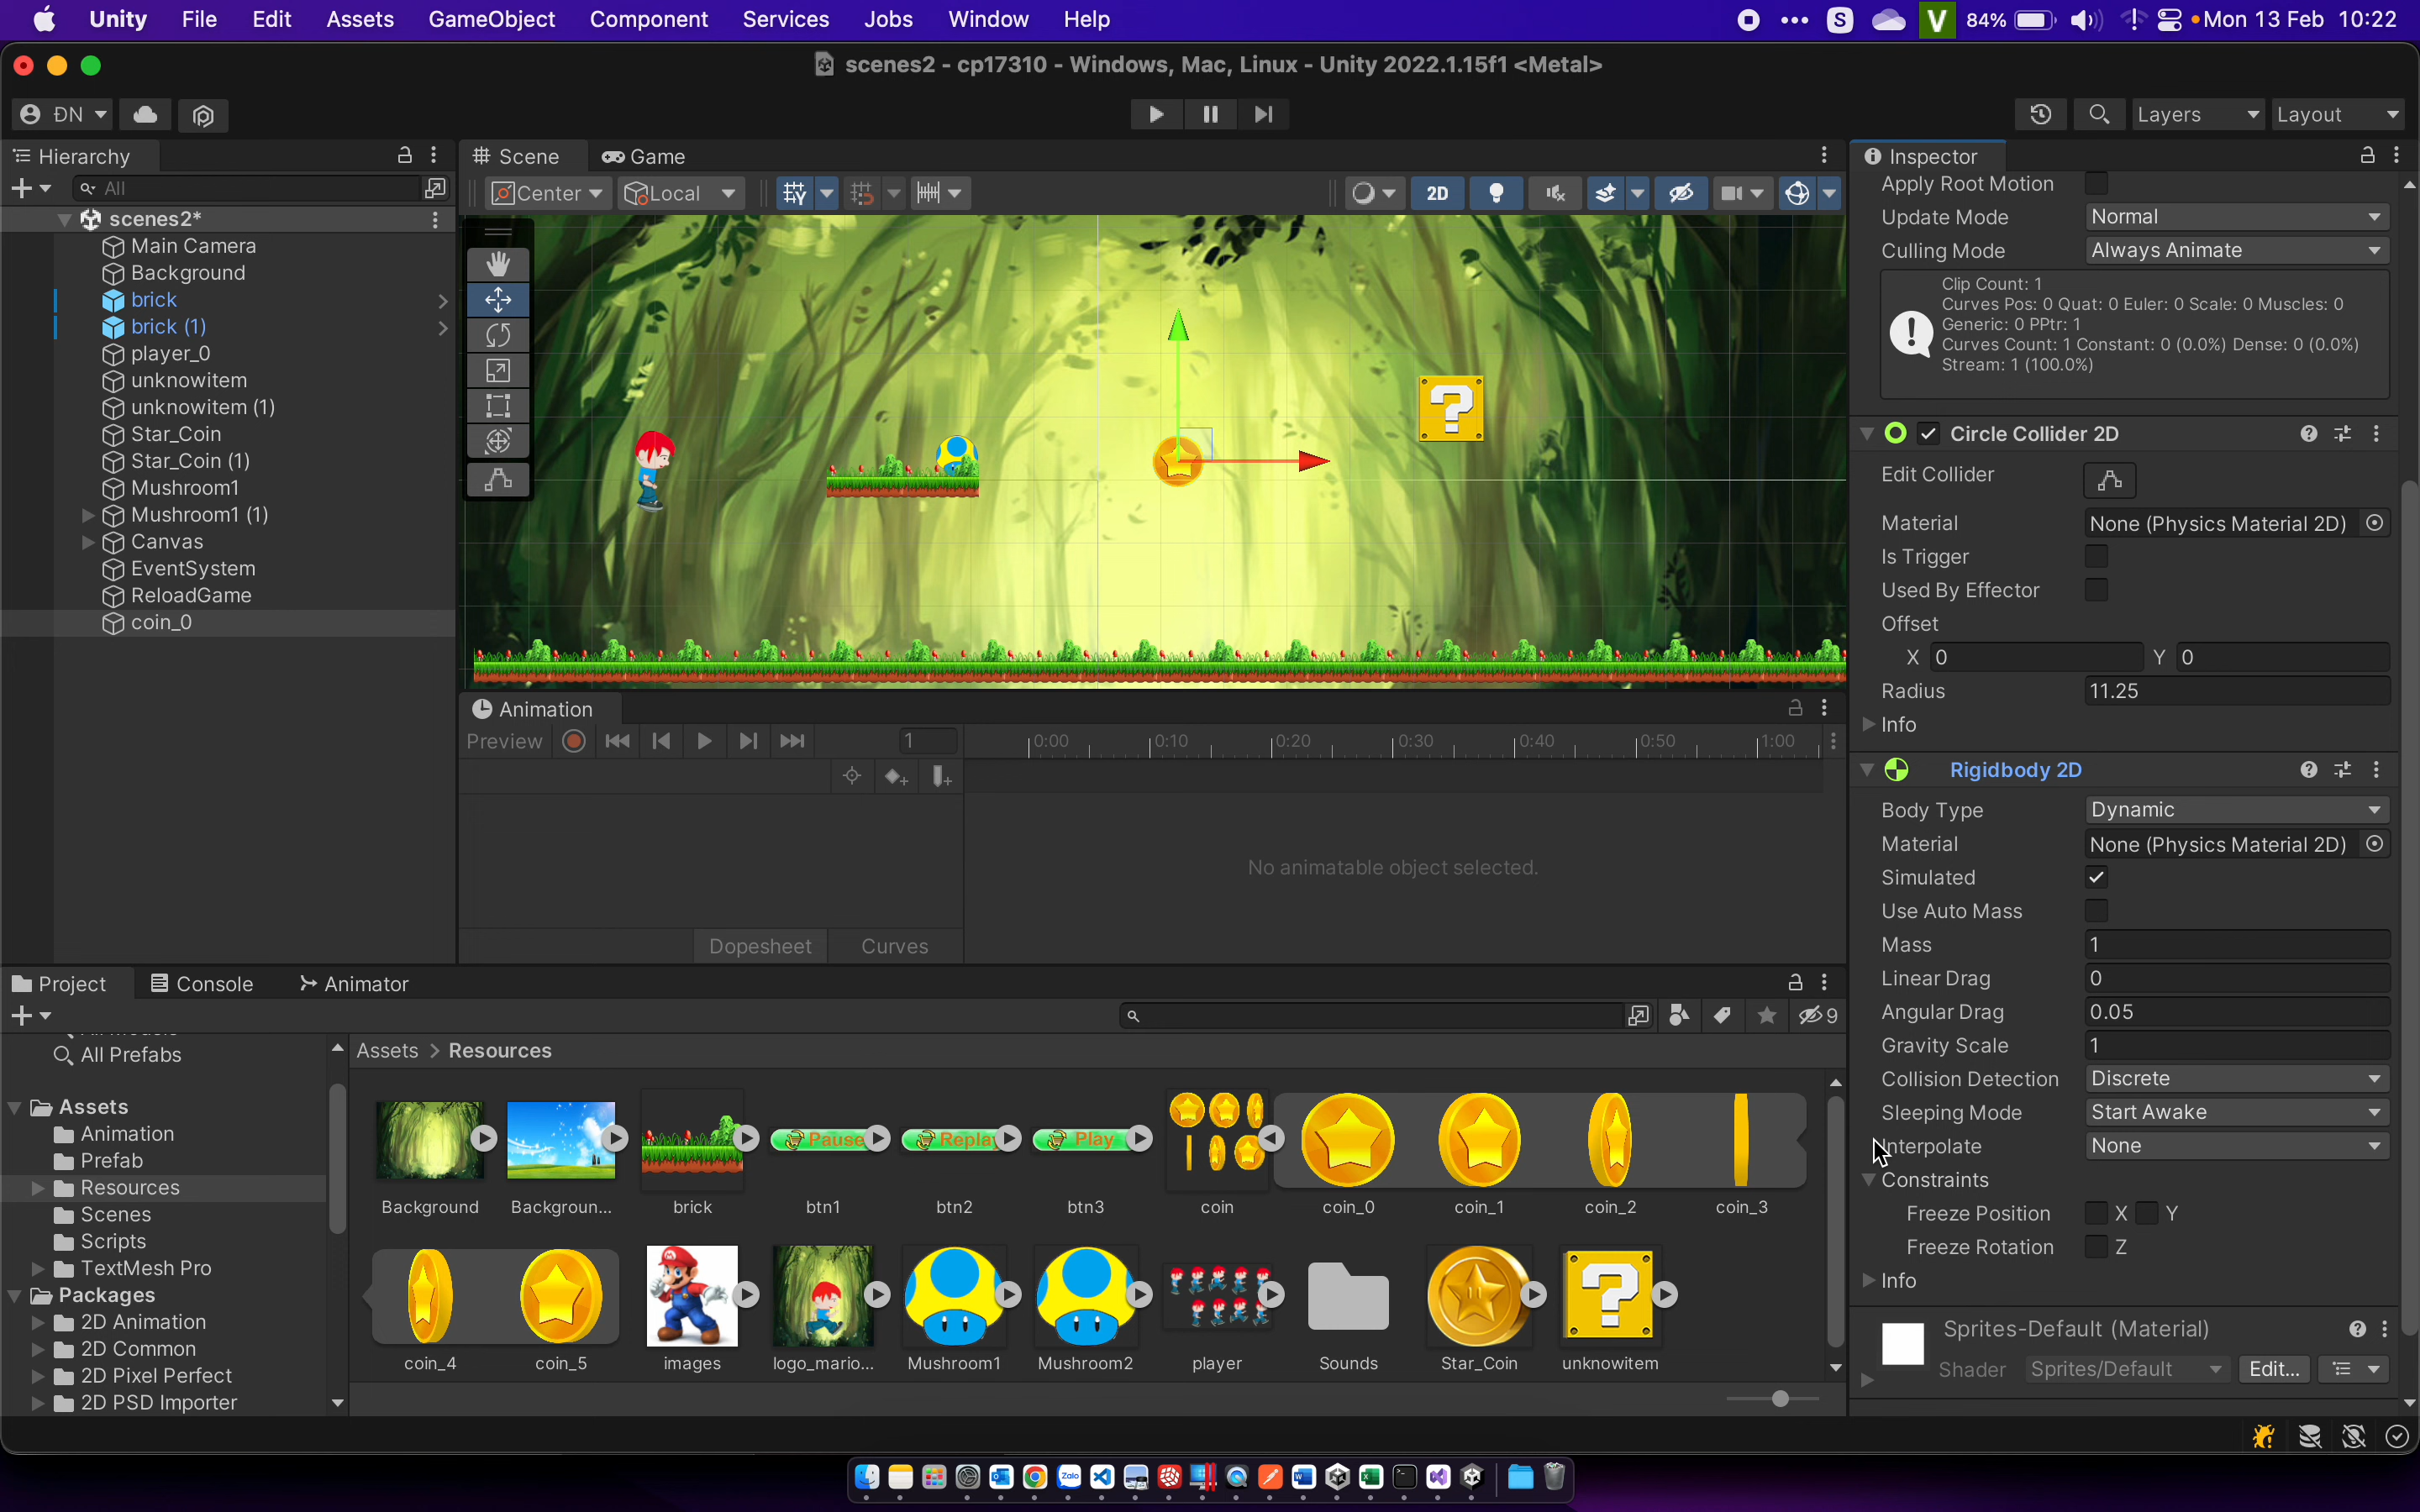 Unity File Edit Assets GameObject Component Services Jobs Window Help
S V 84% Mon 13 Feb 10:22
scenes2 - cp17310 - Windows, Mac, Linux - Unity 2022.1.15f1 <Metal>
ĐN
Layers Layout
Hierarchy
All
scenes2*
Main Camera
Background
brick
brick (1)
player_0
unknowitem
unknowitem (1)
Star_Coin
Star_Coin (1)
Mushroom1
Mushroom1 (1)
Canvas
EventSystem
ReloadGame
coin_0
Scene Game
Center Local 2D
?
Animation
Preview
1
0:00 0:10 0:20 0:30 0:40 0:50 1:00
No animatable object selected.
Dopesheet Curves
Inspector
Apply Root Motion
Update Mode Normal
Culling Mode Always Animate
Clip Count: 1
Curves Pos: 0 Quat: 0 Euler: 0 Scale: 0 Muscles: 0
Generic: 0 PPtr: 1
Curves Count: 1 Constant: 0 (0.0%) Dense: 0 (0.0%)
Stream: 1 (100.0%)
Circle Collider 2D
Edit Collider
Material None (Physics Material 2D)
Is Trigger
Used By Effector
Offset
X 0 Y 0
Radius 11.25
Info
Rigidbody 2D
Body Type Dynamic
Material None (Physics Material 2D)
Simulated
Use Auto Mass
Mass 1
Linear Drag 0
Angular Drag 0.05
Gravity Scale 1
Collision Detection Discrete
Sleeping Mode Start Awake
Interpolate None
Constraints
Freeze Position X Y
Freeze Rotation Z
Info
Sprites-Default (Material)
Shader Sprites/Default Edit...
Project Console Animator
9
All Prefabs
Assets
Animation
Prefab
Resources
Scenes
Scripts
TextMesh Pro
Packages
2D Animation
2D Common
2D Pixel Perfect
2D PSD Importer
Assets > Resources
Pause Replay Play
Background Backgroun... brick btn1 btn2 btn3 coin coin_0 coin_1 coin_2 coin_3
?
coin_4 coin_5 images logo_mario... Mushroom1 Mushroom2 player Sounds Star_Coin unknowitem
Zalo